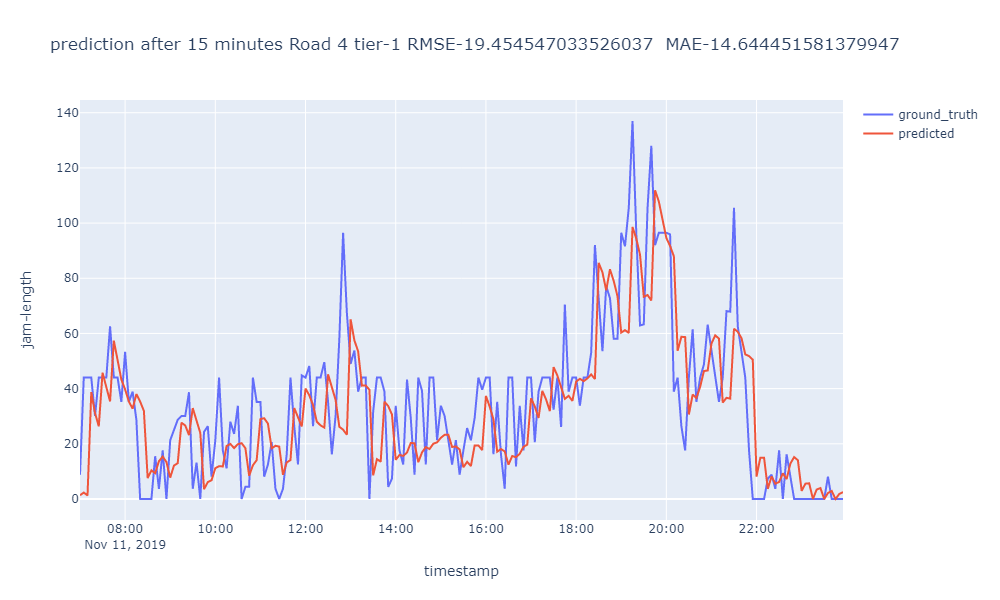 prediction after 15 minutes Road 4 tier-1 RMSE-19.454547033526037  MAE-14.644451581379947
ground_truth
predicted
140
120
100
80
60
40
20
0
jam-length
08:00 10:00 12:00 14:00 16:00 18:00 20:00 22:00
Nov 11, 2019
timestamp